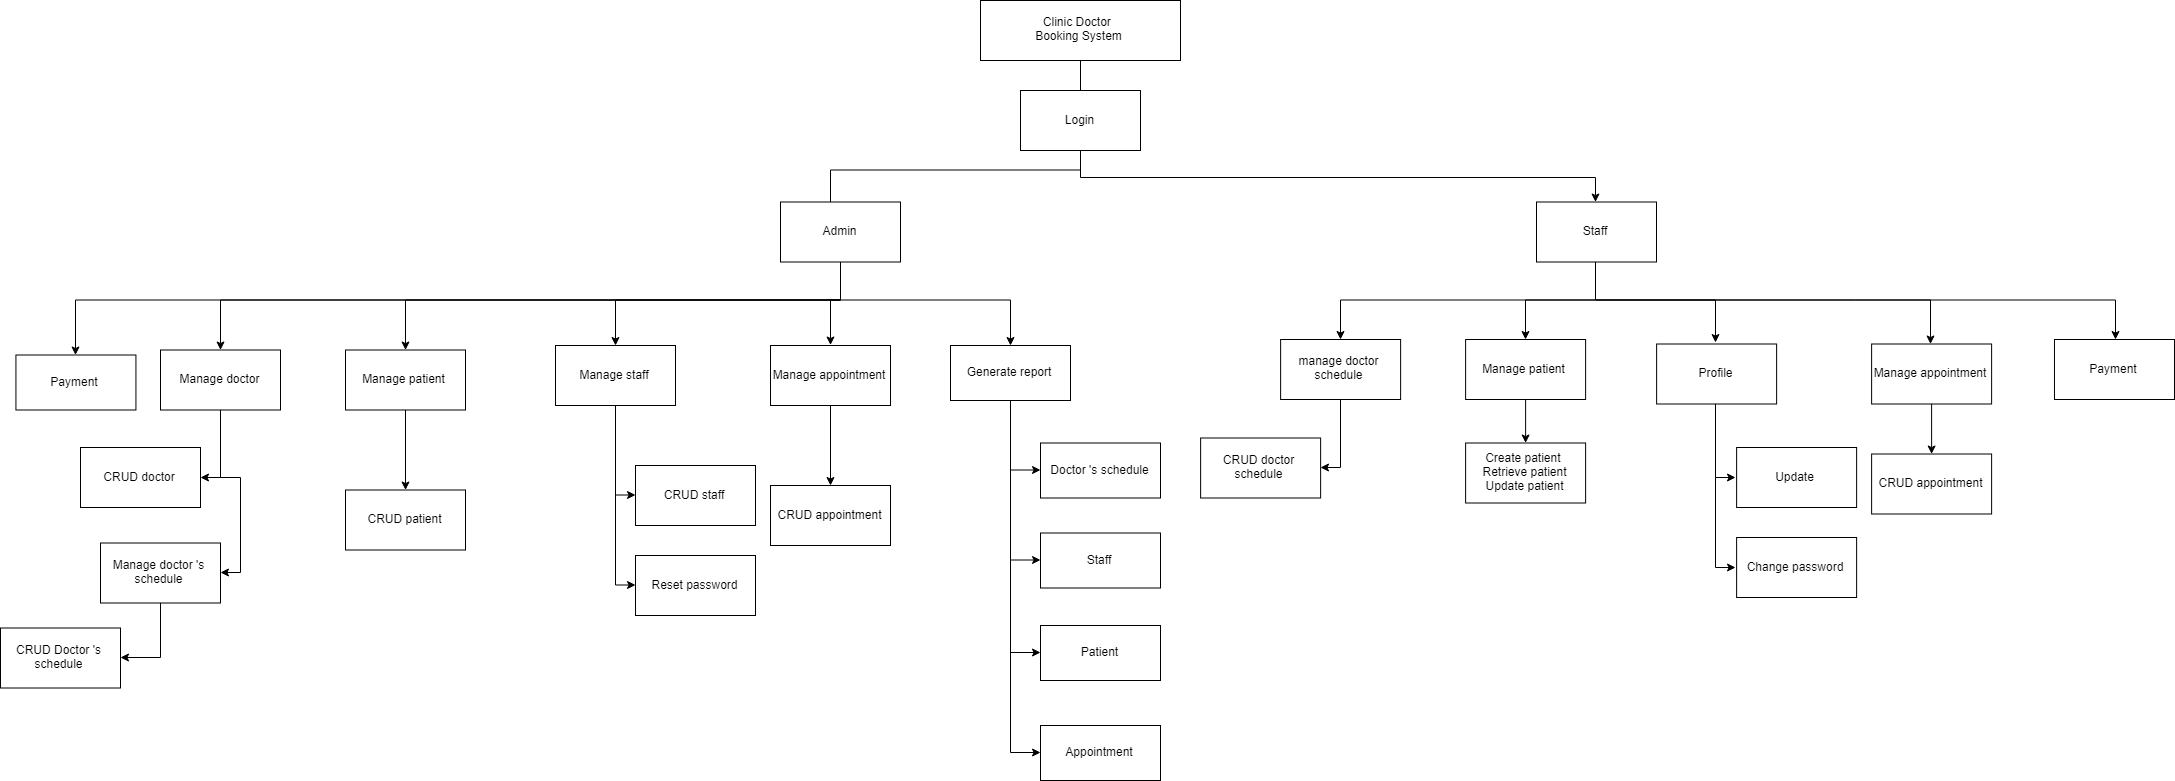 Clinic Doctor
Booking System
Login
Admin
Staff
Payment
Manage doctor
Manage patient
Manage staff
Manage appointment
Generate report
manage doctor
schedule
Manage patient
Profile
Manage appointment
Payment
CRUD doctor
CRUD patient
CRUD staff
CRUD appointment
Doctor 's schedule
CRUD doctor
schedule
Create patient
Retrieve patient
Update patient
Update
CRUD appointment
Manage doctor 's
schedule
Reset password
Staff
Change password
CRUD Doctor 's
schedule
Patient
Appointment